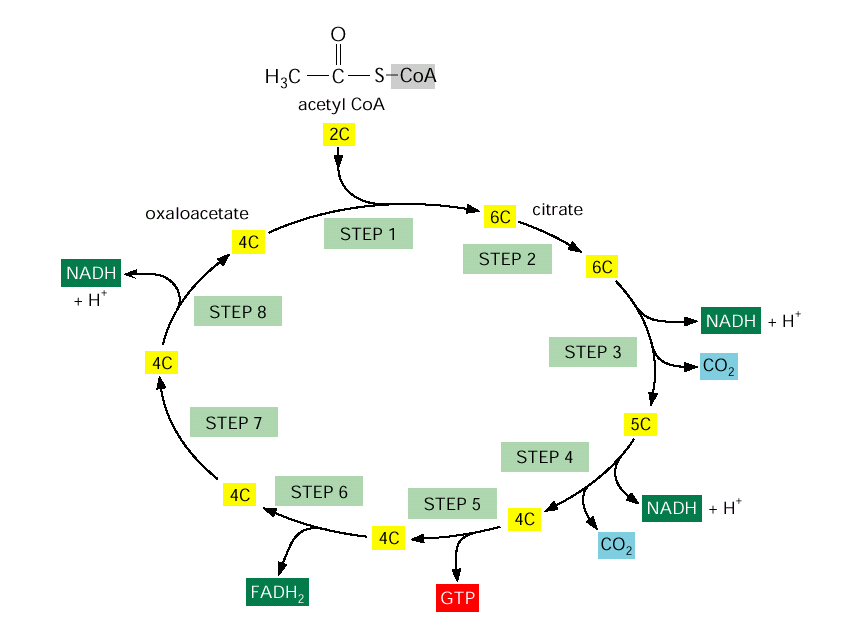 O
H₃C — C — S – CoA
acetyl CoA
2C
oxaloacetate
6C
citrate
4C
STEP 1
STEP 2
6C
NADH
+ H⁺
STEP 8
NADH + H⁺
STEP 3
4C
CO₂
STEP 7
5C
STEP 4
4C
STEP 6
STEP 5
NADH + H⁺
4C
4C
CO₂
FADH₂
GTP